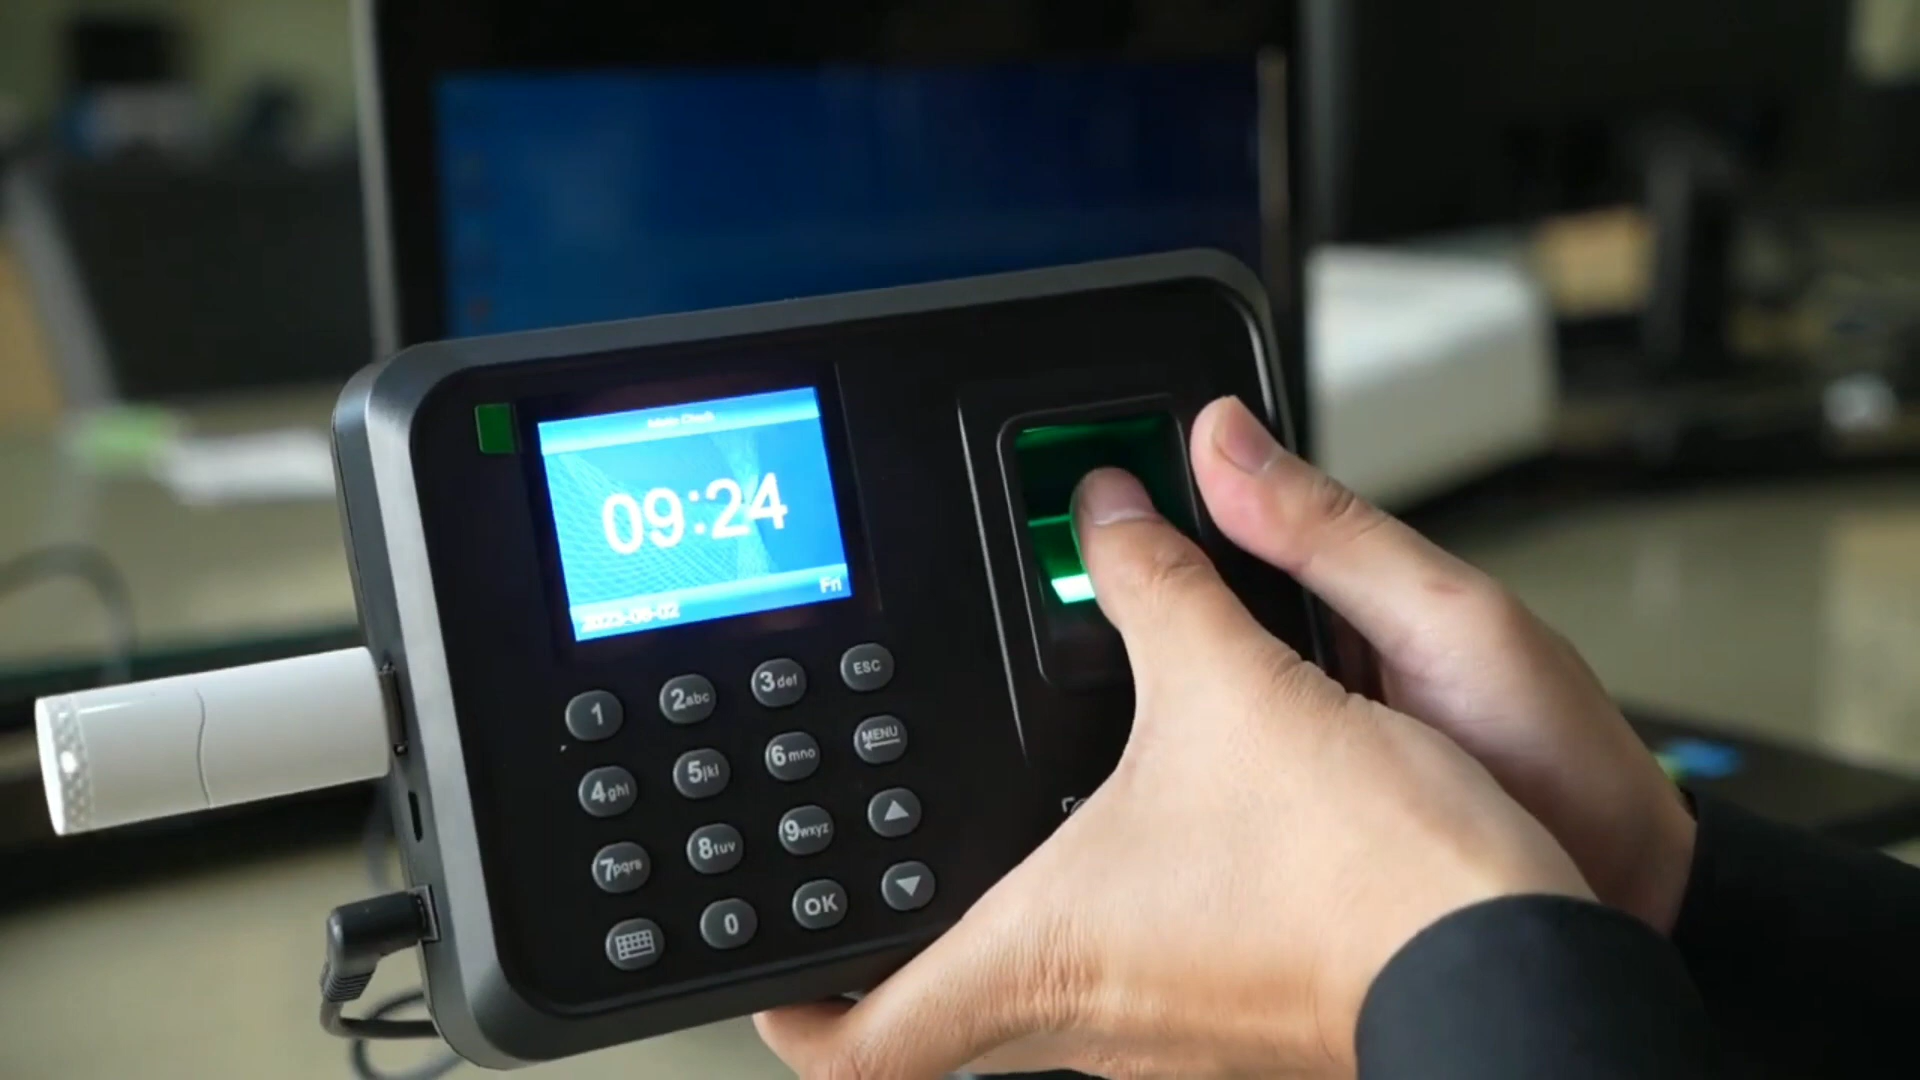 09:24
Fri
1 2abc 3def ESC
4ghi 5jkl 6mno MENU
7pqrs 8tuv 9wxyz
0 OK